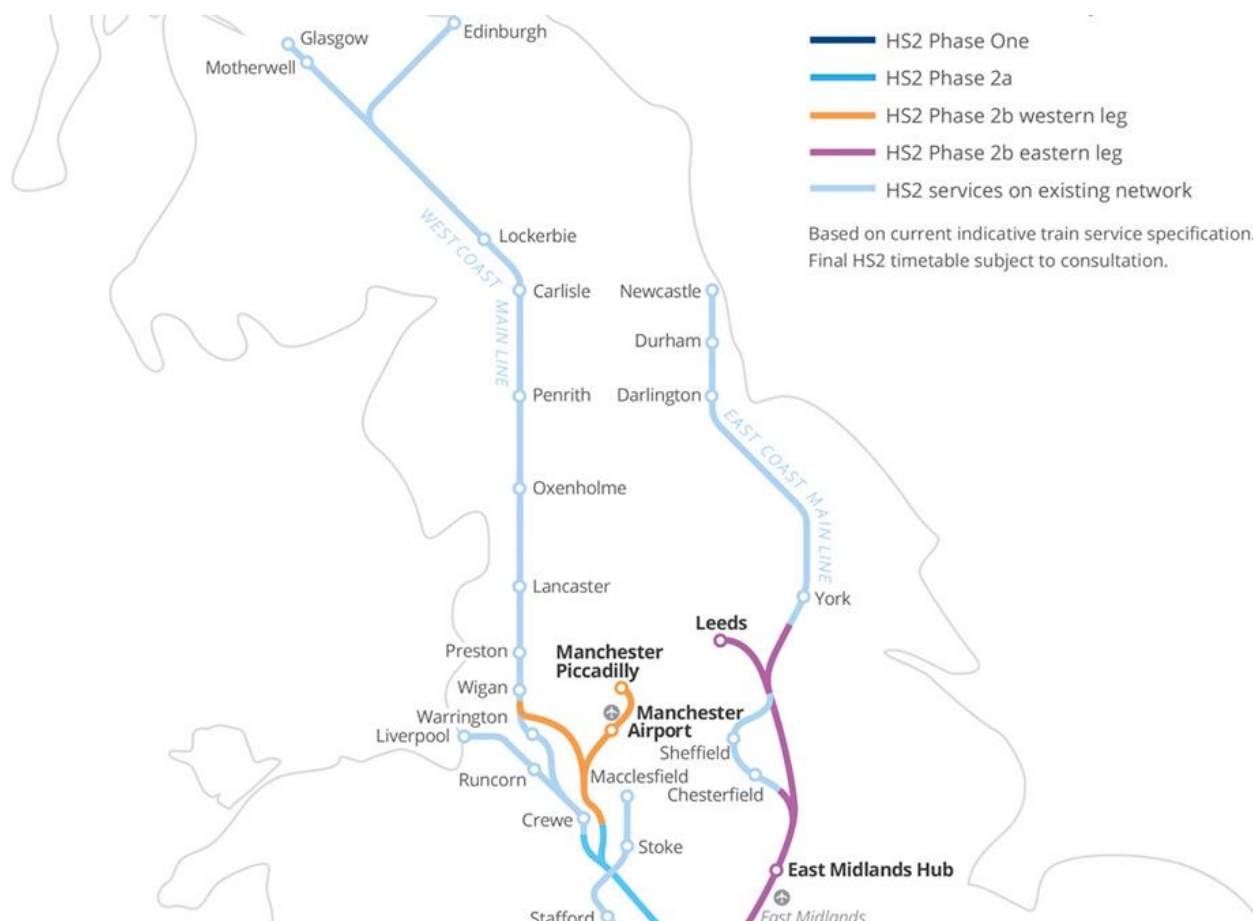 Glasgow
Edinburgh
Motherwell
HS2 Phase One
HS2 Phase 2a
HS2 Phase 2b western leg
HS2 Phase 2b eastern leg
HS2 services on existing network
Based on current indicative train service specification.
Final HS2 timetable subject to consultation.
WEST COAST MAIN LINE
Lockerbie
Carlisle
Newcastle
Durham
Penrith
Darlington
EAST COAST MAIN LINE
Oxenholme
Lancaster
York
Leeds
Preston
Manchester
Piccadilly
Wigan
Warrington
Manchester
Airport
Liverpool
Sheffield
Runcorn
Macclesfield
Chesterfield
Crewe
Stoke
East Midlands Hub
Stafford
East Midlands